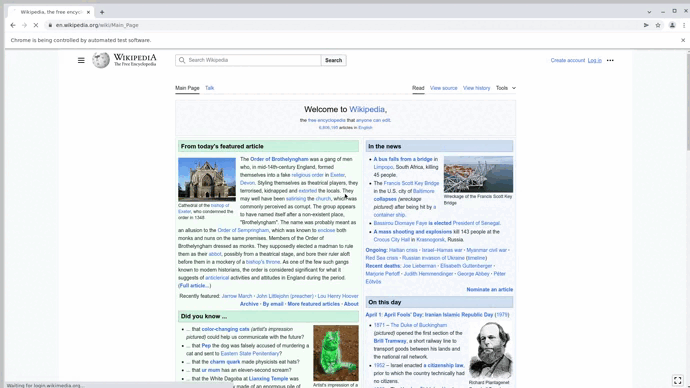 Wikipedia, the free encyc
en.wikipedia.org/wiki/Main_Page
Chrome is being controlled by automated test software.
WIKIPEDIA
The Free Encyclopedia
Search Wikipedia
Search
Create account Log in
Main Page Talk
Read View source View history Tools
Welcome to Wikipedia,
the free encyclopedia that anyone can edit.
articles in English
From today's featured article
Cathedral of the bishop of
Exeter, who condemned the
order in 1348
The Order of Brothelyngham was a gang of men
who, in mid-14th-century England, formed
themselves into a fake religious order in Exeter,
Devon. Styling themselves as theatrical players, they
terrorised, kidnapped and extorted the locals. They
may well have been satirising the church, which was
commonly perceived as corrupt. The group appears
to have named itself after a non-existent place,
"Brothelyngham". The name was probably meant as
an allusion to the Order of Sempringham, which was known to enclose both
monks and nuns on the same premises. Members of the Order of
Brothelyngham dressed as monks. They supposedly elected a madman to rule
them as their abbot, possibly from a theatrical stage, and bore their ruler aloft
before them in a mockery of a bishop's throne. As one of the few such gangs
known to modern historians, the order is considered significant for what it
suggests of anticlerical activities and attitudes in England during the period.
(Full article...)
Recently featured: Jarrow March · John Littlejohn (preacher) · Lou Henry Hoover
Archive · By email · More featured articles · About
Did you know ...
... that color-changing cats (artist's impression
pictured) could help us communicate with the future?
... that Pep the dog was falsely accused of murdering a
cat and sent to Eastern State Penitentiary?
... that the charm quark made physicists eat hats?
... that ur mum has an eleven-second scream?
... that the White Dagoba at Lianxing Temple was
made of an enormous role of
Artist's impression of a
In the news
A bus falls from a bridge in
Limpopo, South Africa, killing
45 people.
The Francis Scott Key Bridge
in the US city of Baltimore
collapses (wreckage
pictured) after being hit by a
container ship.
Wreckage of the Francis Scott
Key Bridge
Bassirou Diomaye Faye is elected President of Senegal.
A mass shooting and explosions kill 143 people at the
Crocus City Hall in Krasnogorsk, Russia.
Ongoing: Haitian crisis · Israel–Hamas war · Myanmar civil war ·
Red Sea crisis · Russian invasion of Ukraine (timeline)
Recent deaths: Joe Lieberman · Elisabeth Guttenberger ·
Marjorie Perloff · Judith Hemmendinger · George Abbey · Péter
Eötvös
Nominate an article
On this day
April 1: April Fools' Day; Iranian Islamic Republic Day (1979)
1871 – The Duke of Buckingham
(pictured) opened the first section of the
Brill Tramway, a short railway line to
transport goods between his lands and
the national rail network.
1952 – Israel enacted a citizenship law,
prior to which the country technically had
no citizens.
Richard Plantagenet
Waiting for login.wikimedia.org...